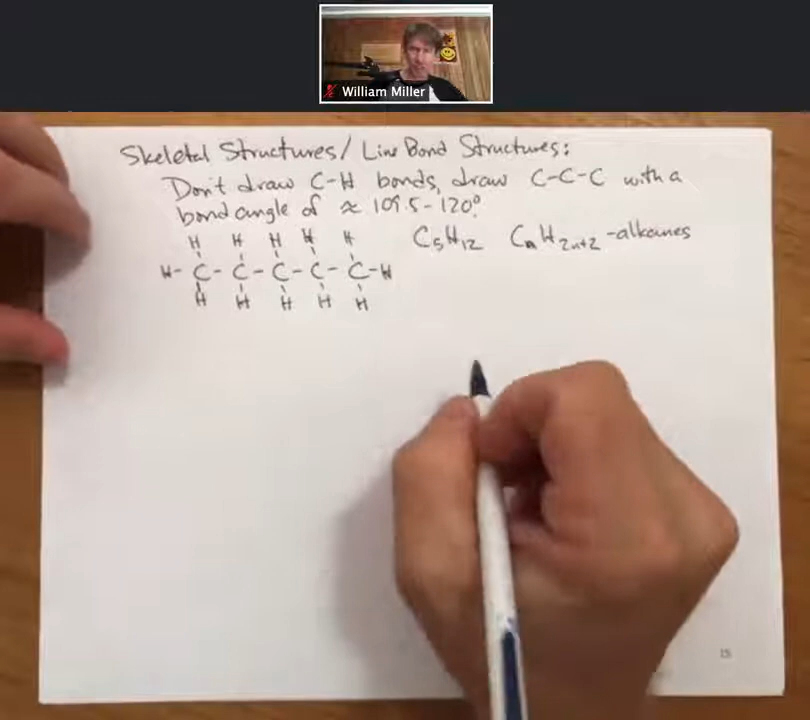 William Miller
Skeletal Structures/ Line Bond Structures:
Don't draw C-H bonds, draw C-C-C with a
bond angle of ≈ 109.5-120°.
C5H12 CnH2n+2 -alkanes
H H H H H
H- C - C - C - C - C -H
H H H H H
15